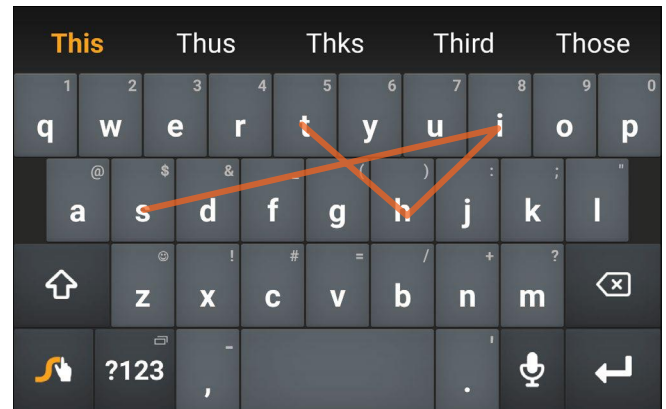 This Thus Thks Third Those
1 2 3 4 5 6 7 8 9 0
q w e r t y u i o p
@ $ & _ ( ) : ; "
a s d f g h j k l
☺ ! # = / + ?
z x c v b n m
- '
?123 , .